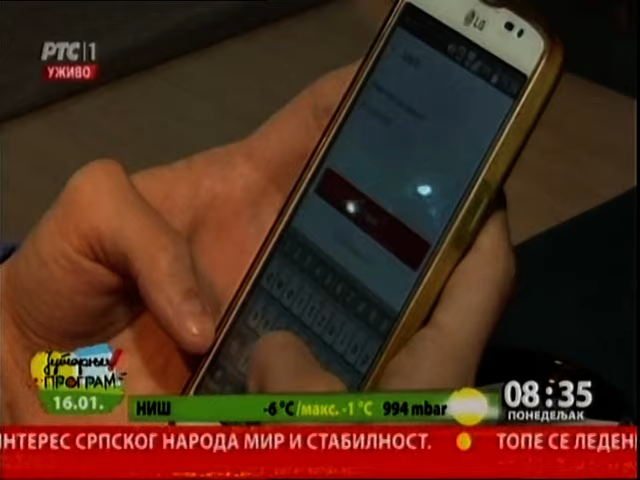 LG
РТС 1
УЖИВО
Јутарњи
ПРОГРАМ
16.01.
НИШ -6 °C/макс. -1 °C 994 mbar
08:35
ПОНЕДЕЉАК
ИНТЕРЕС СРПСКОГ НАРОДА МИР И СТАБИЛНОСТ. ТОПЕ СЕ ЛЕДЕН